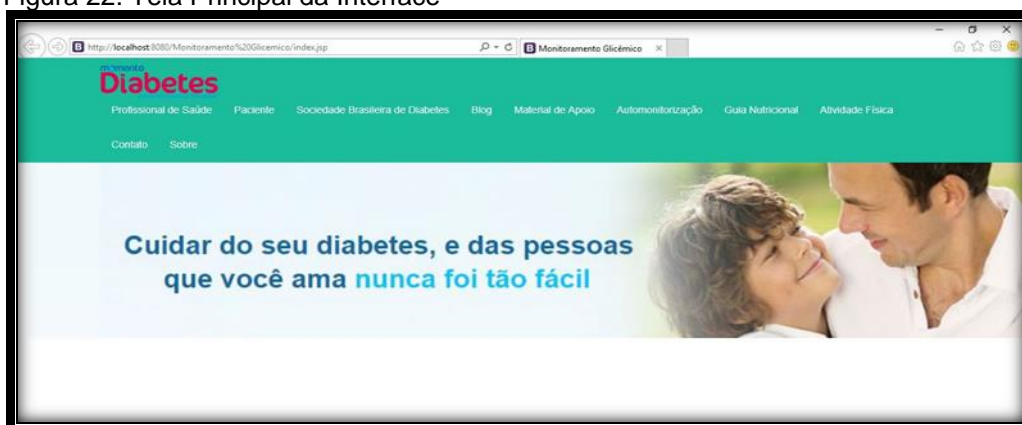 Figura 22: Tela Principal da Interface
http://localhost:8080/Monitoramento%20Glicemico/index.jsp
Monitoramento Glicêmico
momento
Diabetes
Profissional de Saúde Paciente Sociedade Brasileira de Diabetes Blog Material de Apoio Automonitorização Guia Nutricional Atividade Física
Contato Sobre
Cuidar do seu diabetes, e das pessoas
que você ama nunca foi tão fácil